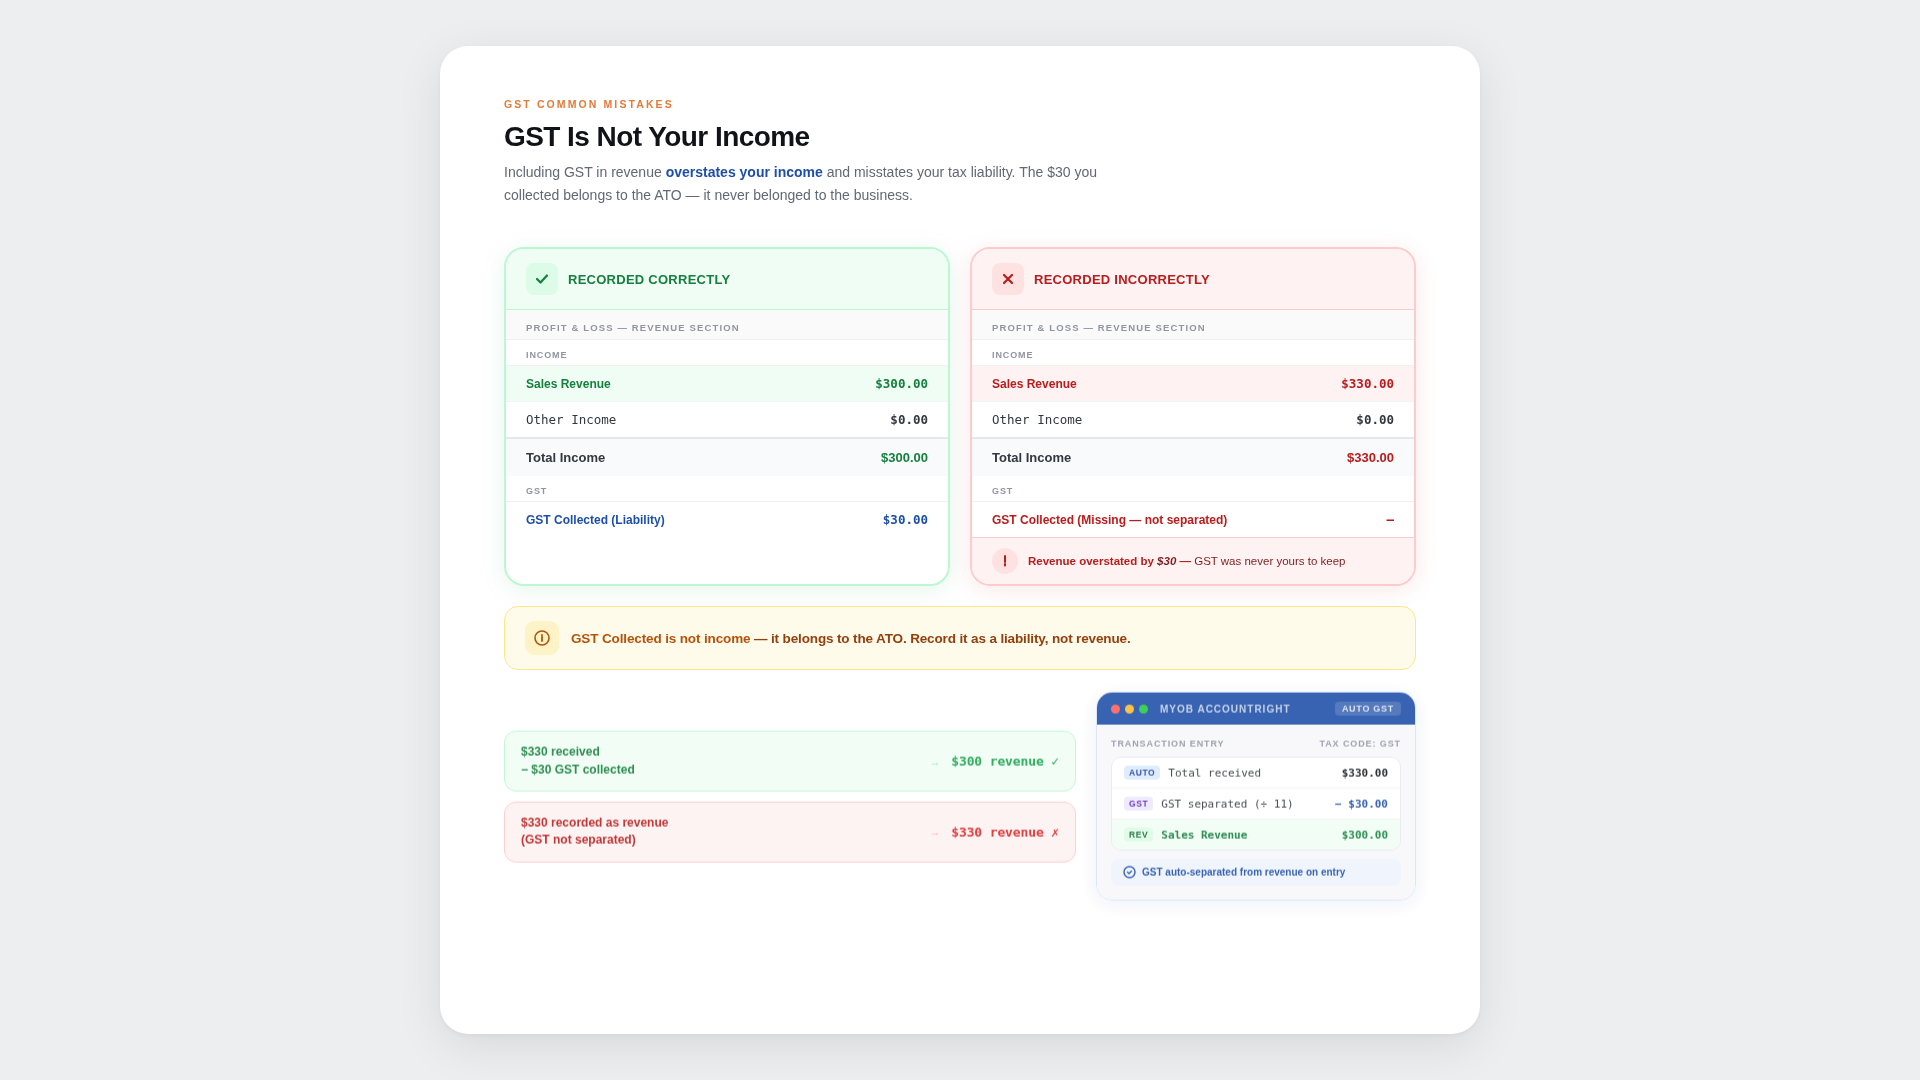 GST COMMON MISTAKES
GST Is Not Your Income
Including GST in revenue overstates your income and misstates your tax liability. The $30 you
collected belongs to the ATO — it never belonged to the business.
RECORDED CORRECTLY
PROFIT & LOSS — REVENUE SECTION
INCOME
Sales Revenue $300.00
Other Income $0.00
Total Income $300.00
GST
GST Collected (Liability) $30.00
RECORDED INCORRECTLY
PROFIT & LOSS — REVENUE SECTION
INCOME
Sales Revenue $330.00
Other Income $0.00
Total Income $330.00
GST
GST Collected (Missing — not separated) —
Revenue overstated by $30 — GST was never yours to keep
GST Collected is not income — it belongs to the ATO. Record it as a liability, not revenue.
$330 received
− $30 GST collected
→ $300 revenue ✓
$330 recorded as revenue
(GST not separated)
→ $330 revenue ✗
MYOB ACCOUNTRIGHT AUTO GST
TRANSACTION ENTRY TAX CODE: GST
AUTO Total received $330.00
GST GST separated (÷ 11) − $30.00
REV Sales Revenue $300.00
GST auto-separated from revenue on entry